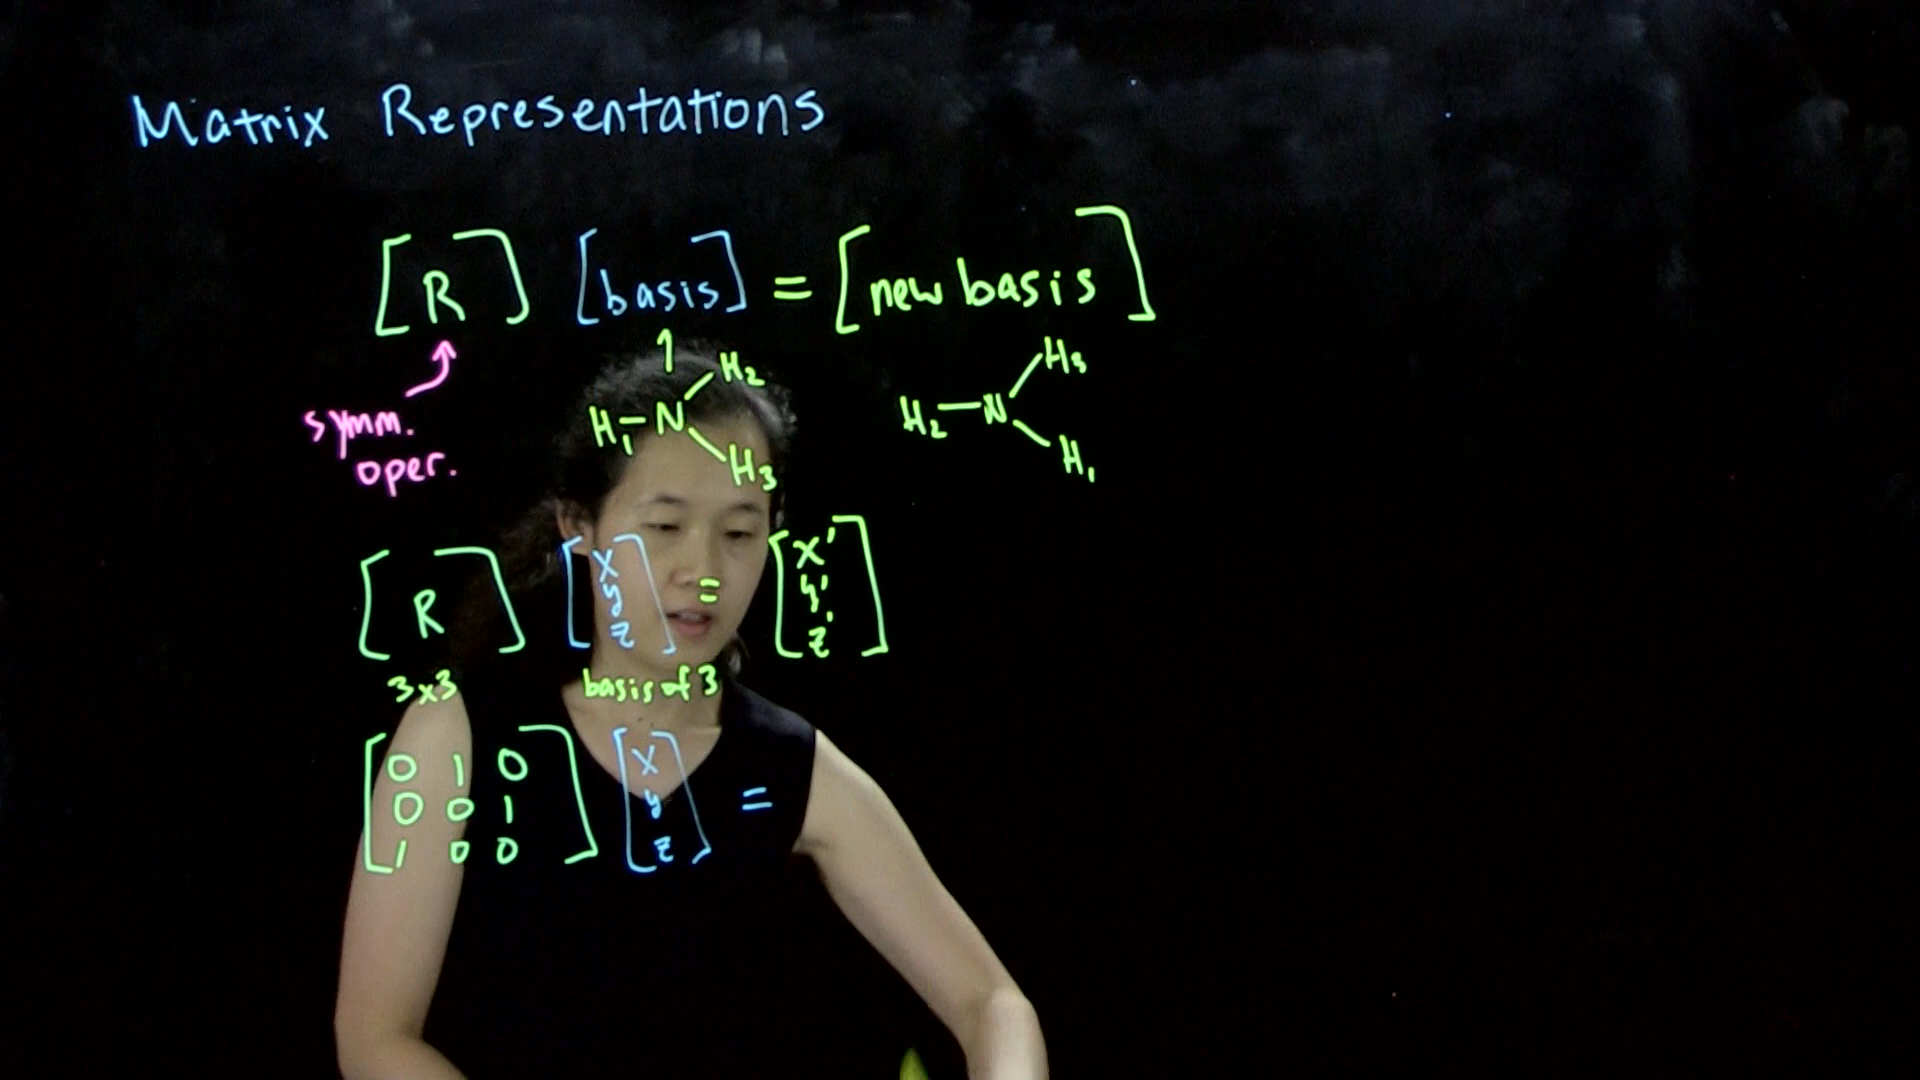 Matrix Representations
[R] [basis] = [new basis]
symm.
oper.
H1-N
H2
H3
H2-N
H3
H1
[R] [x y z] = [x' y' z']
3x3
basis of 3
[0 1 0
0 0 1
1 0 0] [x y z] =